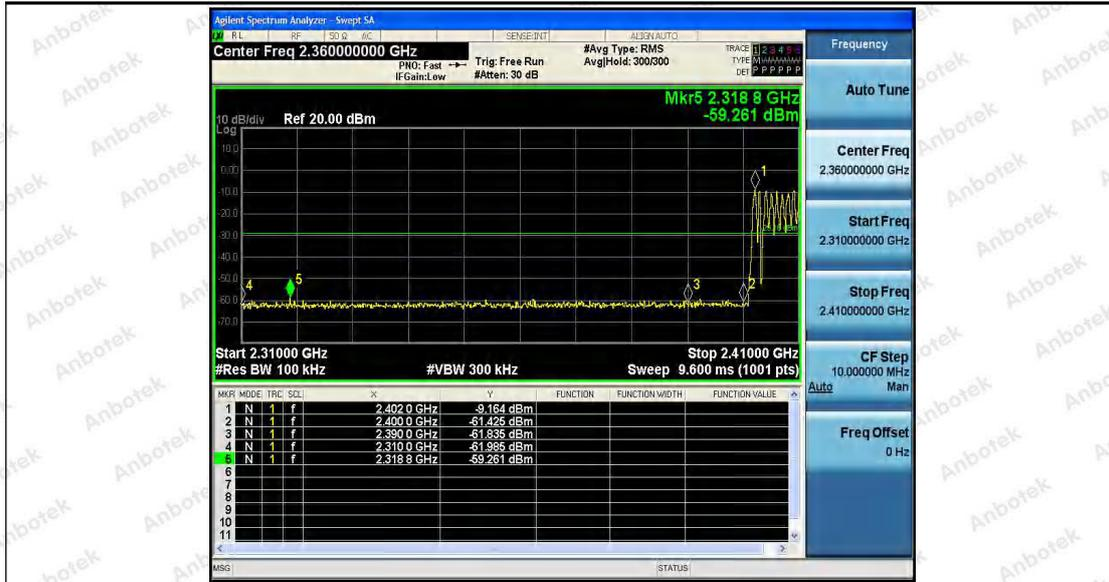 Agilent Spectrum Analyzer - Swept SA
RL RF 50 Ω AC SENSE:INT ALIGN AUTO
Center Freq 2.360000000 GHz
PNO: Fast Trig: Free Run
IFGain:Low #Atten: 30 dB
#Avg Type: RMS
Avg|Hold: 300/300
TRACE 1 2 3 4 5 6
TYPE
DET P P P P P P
Mkr5 2.318 8 GHz
-59.261 dBm
10 dB/div Ref 20.00 dBm
Log
10.0
0.00
-10.0
-20.0
-30.0
-40.0
-50.0
-60.0
-70.0
1
2
3
4
5
Start 2.31000 GHz Stop 2.41000 GHz
#Res BW 100 kHz #VBW 300 kHz Sweep 9.600 ms (1001 pts)
MKR MODE TRC SCL X Y FUNCTION FUNCTION WIDTH FUNCTION VALUE
1 N 1 f 2.402 0 GHz -9.164 dBm
2 N 1 f 2.400 0 GHz -61.425 dBm
3 N 1 f 2.390 0 GHz -61.835 dBm
4 N 1 f 2.310 0 GHz -61.985 dBm
5 N 1 f 2.318 8 GHz -59.261 dBm
6
7
8
9
10
11
MSG STATUS
Frequency
Auto Tune
Center Freq
2.360000000 GHz
Start Freq
2.310000000 GHz
Stop Freq
2.410000000 GHz
CF Step
10.000000 MHz
Auto Man
Freq Offset
0 Hz
Anbotek